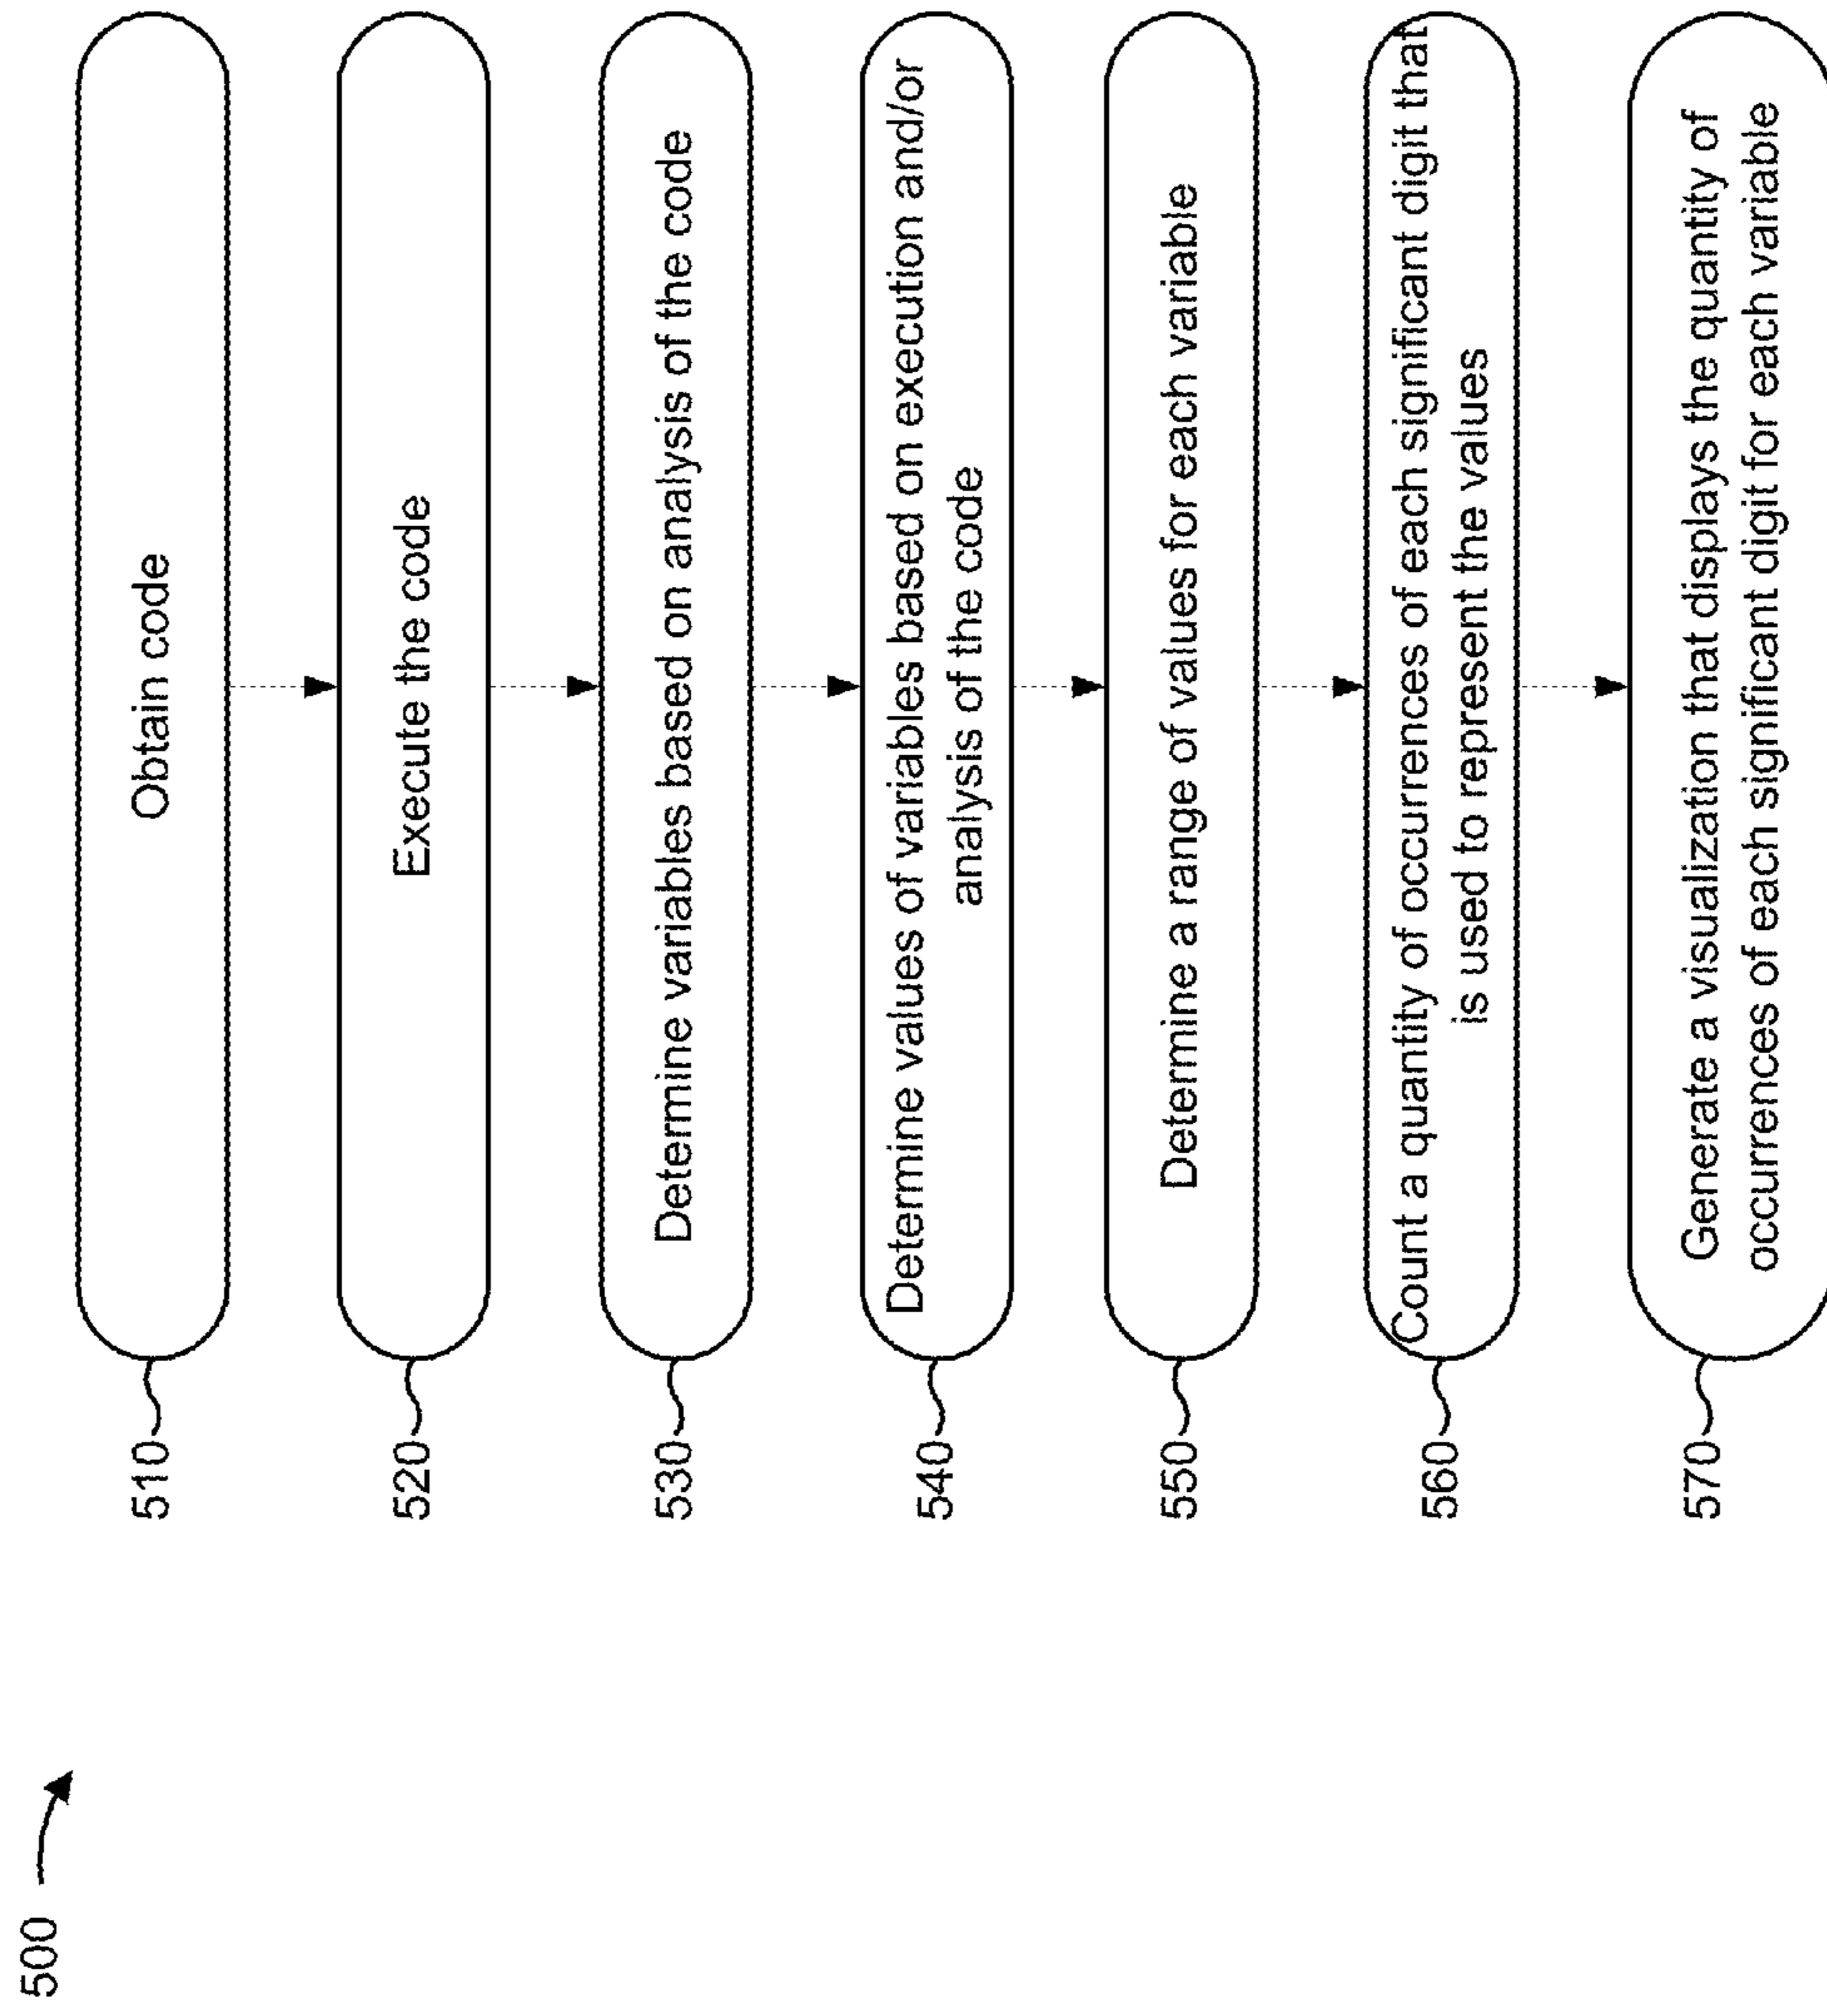 500
510
Obtain code
520
Execute the code
530
Determine variables based on analysis of the code
540
Determine values of variables based on execution and/or
analysis of the code
550
Determine a range of values for each variable
560
Count a quantity of occurrences of each significant digit that
is used to represent the values
570
Generate a visualization that displays the quantity of
occurrences of each significant digit for each variable